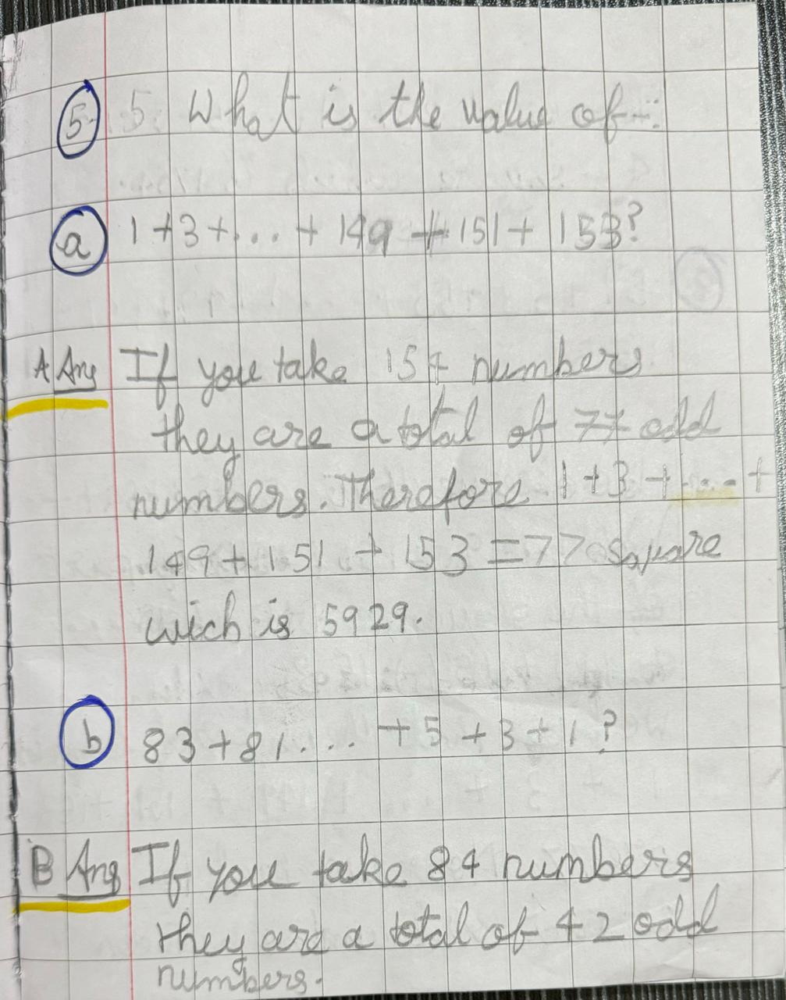 5. 5. What is the value of :-
a 1 + 3 + ... + 149 + 151 + 153?
A Ang If you take 154 numbers
they are a total of 77 odd
numbers. Therefore 1 + 3 + ... +
149 + 151 + 153 = 77 square
wich is 5929.
b 83 + 81 .... + 5 + 3 + 1 ?
B Ang If you take 84 numbers
they are a total of 42 odd
numbers.